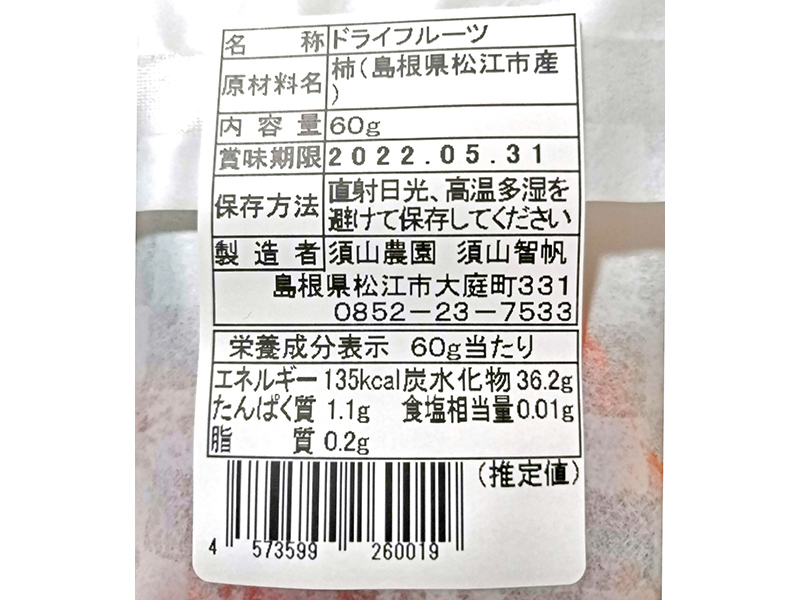 名称 ドライフルーツ
原材料名 柿(島根県松江市産
)
内容量 60g
賞味期限 2022.05.31
保存方法 直射日光、高温多湿を
避けて保存してください
製造者 須山農園 須山智帆
島根県松江市大庭町331
0852-23-7533
栄養成分表示 60g当たり
エネルギー 135kcal 炭水化物 36.2g
たんぱく質 1.1g 食塩相当量 0.01g
脂質 0.2g
(推定値)
4 573599 260019